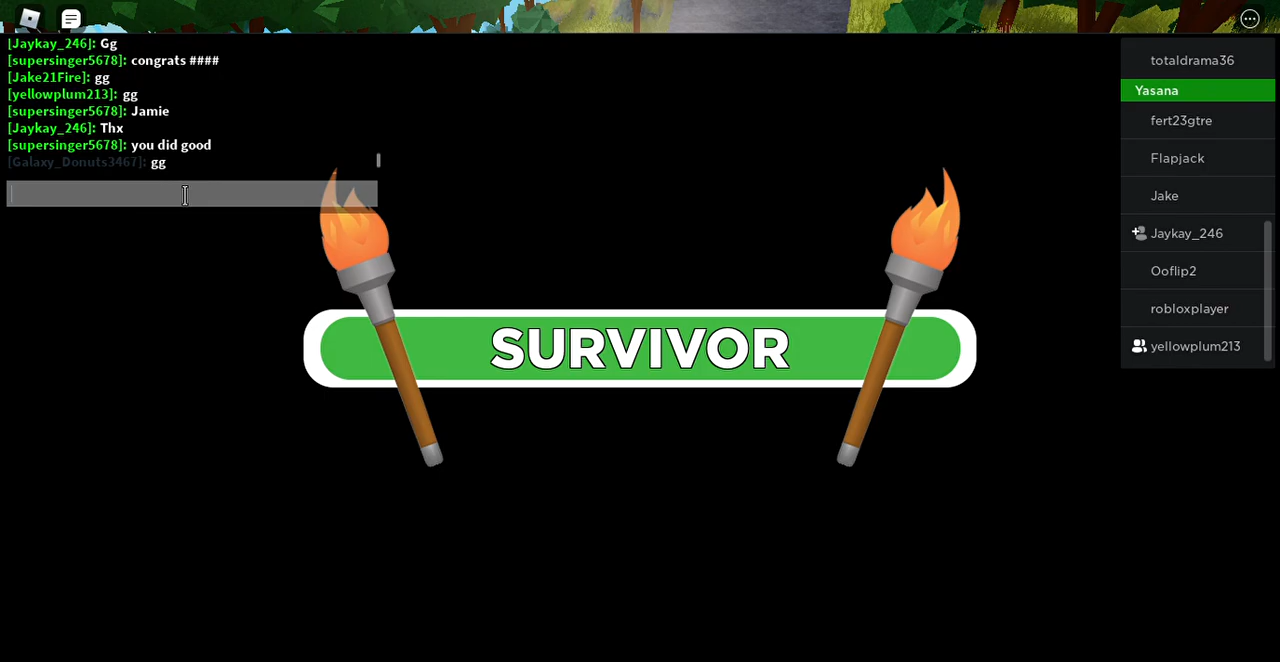 [Jaykay_246]: Gg
[supersinger5678]: congrats ####
[Jake21Fire]: gg
[yellowplum213]: gg
[supersinger5678]: Jamie
[Jaykay_246]: Thx
[supersinger5678]: you did good
[Galaxy_Donuts3467]: gg
totaldrama36
Yasana
fert23gtre
Flapjack
Jake
Jaykay_246
Ooflip2
robloxplayer
yellowplum213
SURVIVOR